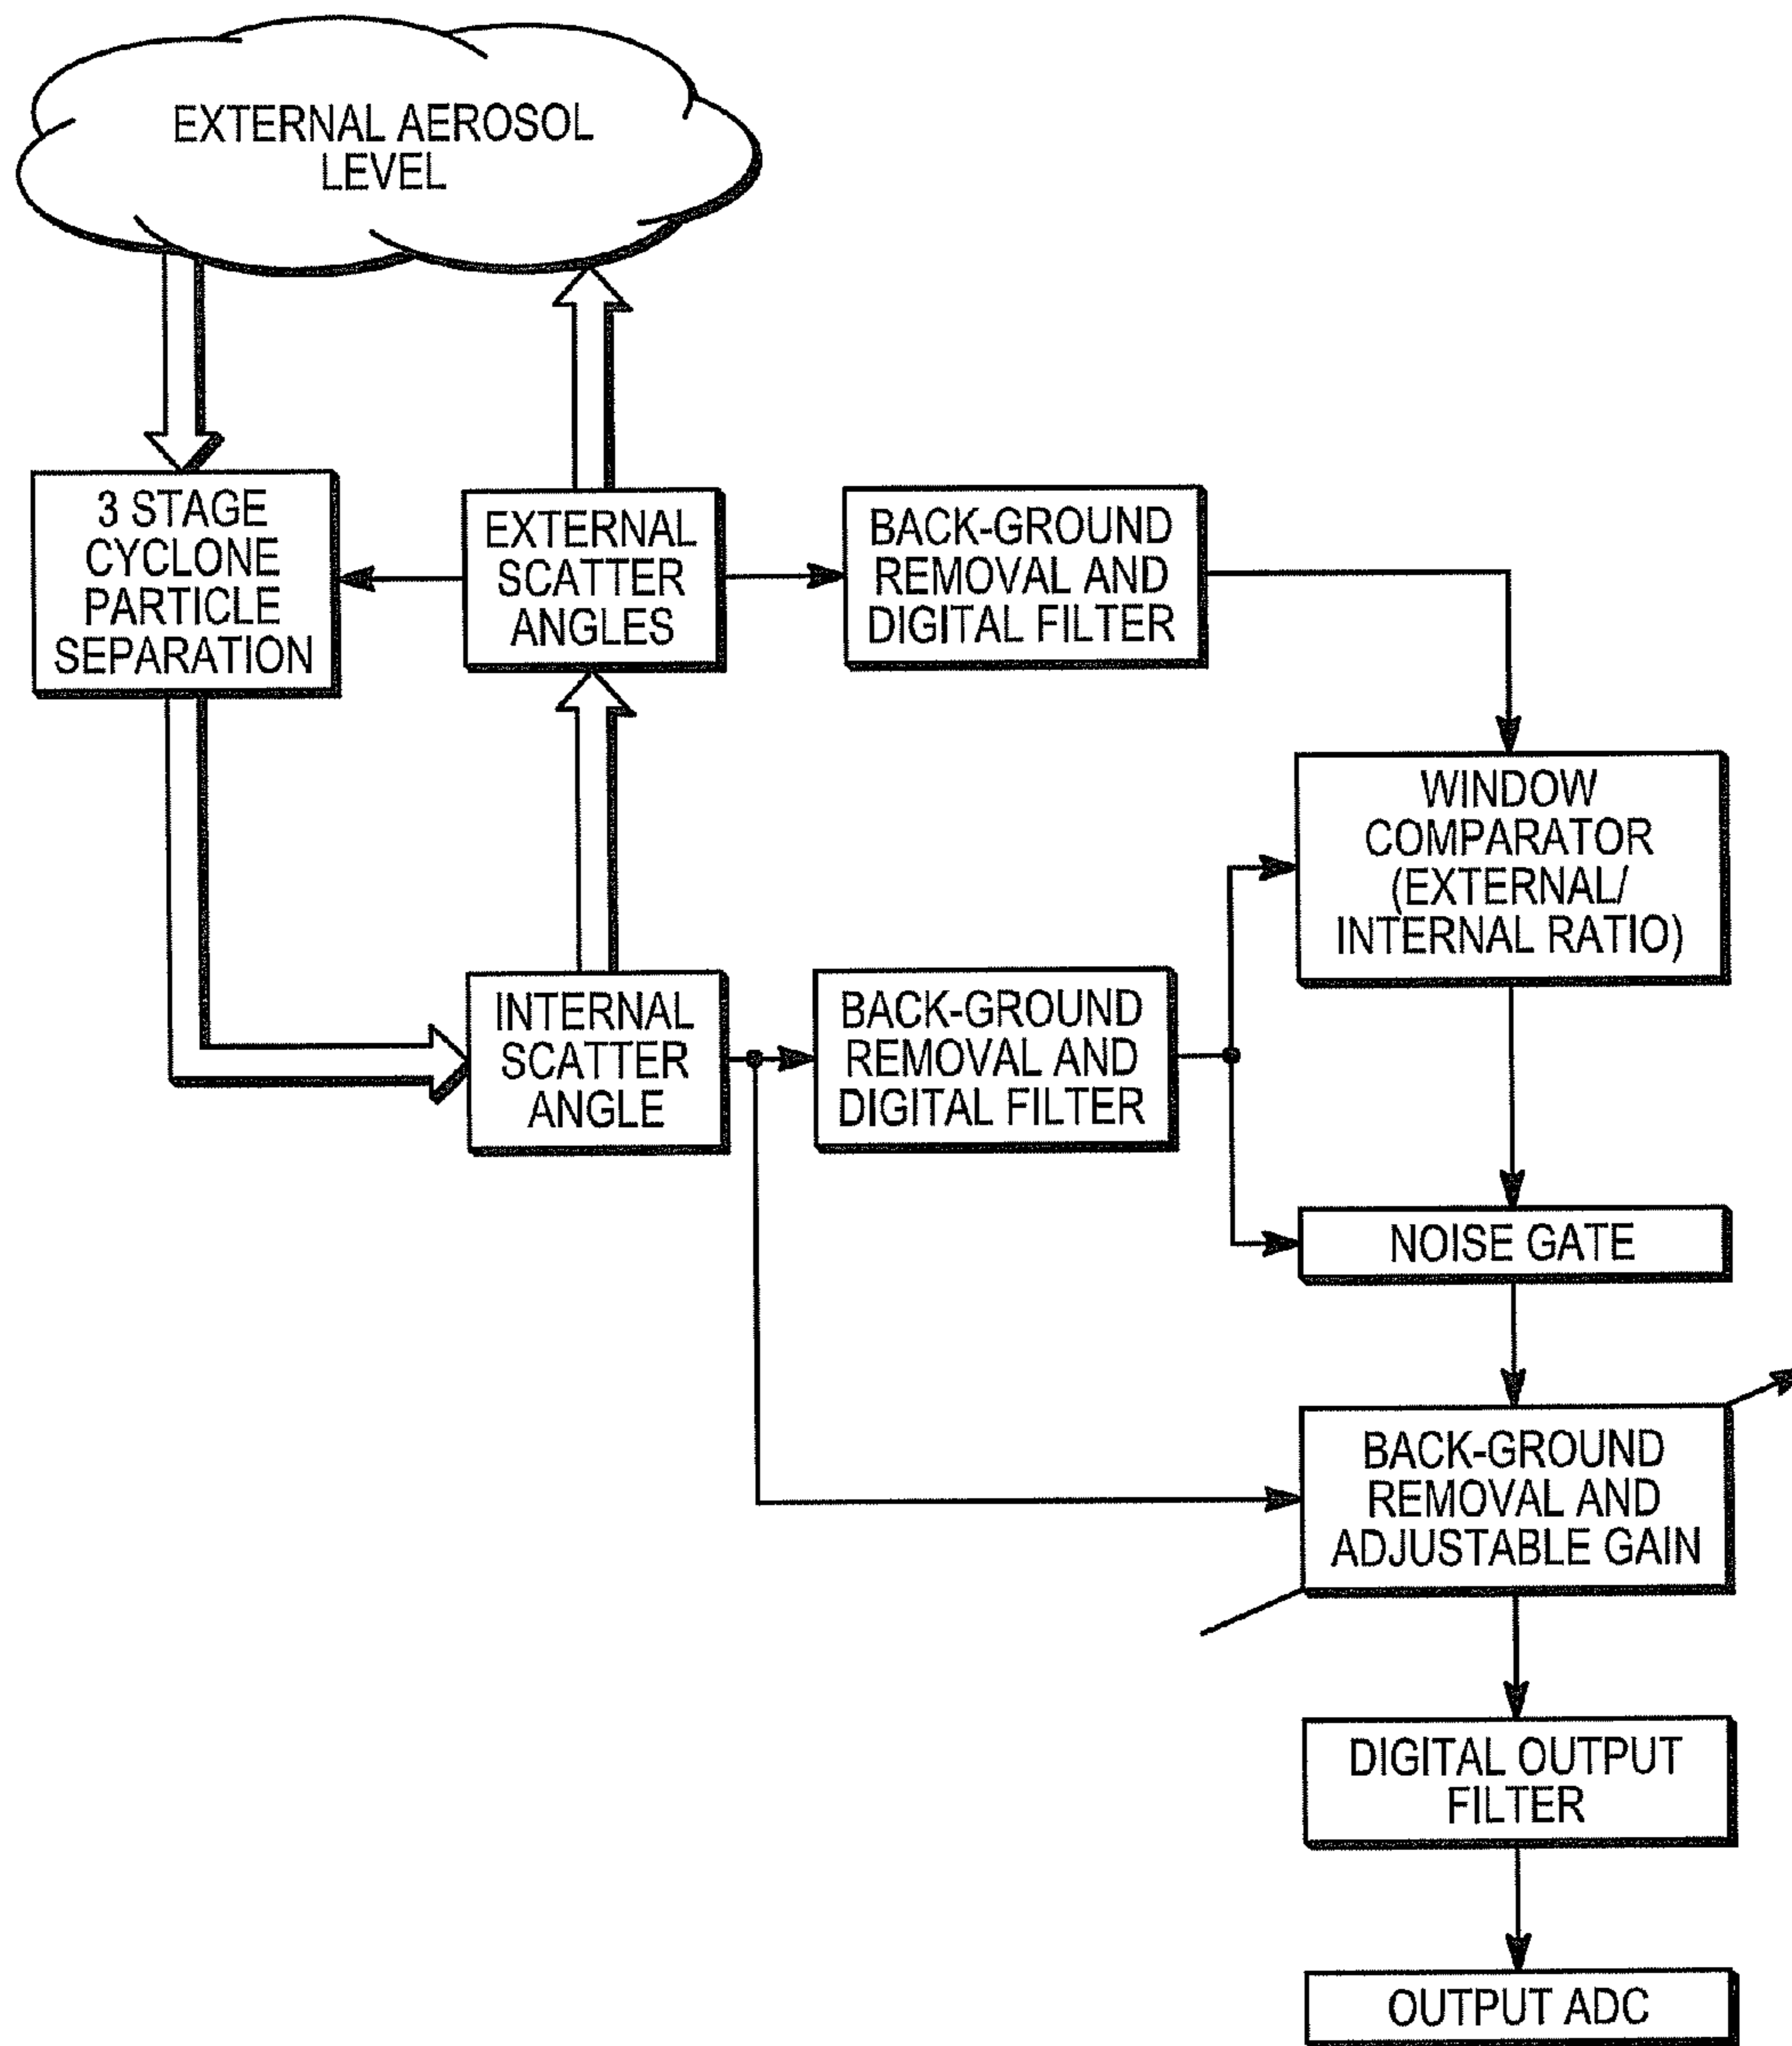 EXTERNAL AEROSOL
LEVEL
3 STAGE
CYCLONE
PARTICLE
SEPARATION
EXTERNAL
SCATTER
ANGLES
BACK-GROUND
REMOVAL AND
DIGITAL FILTER
WINDOW
COMPARATOR
(EXTERNAL/
INTERNAL RATIO)
INTERNAL
SCATTER
ANGLE
BACK-GROUND
REMOVAL AND
DIGITAL FILTER
NOISE GATE
BACK-GROUND
REMOVAL AND
ADJUSTABLE GAIN
DIGITAL OUTPUT
FILTER
OUTPUT ADC